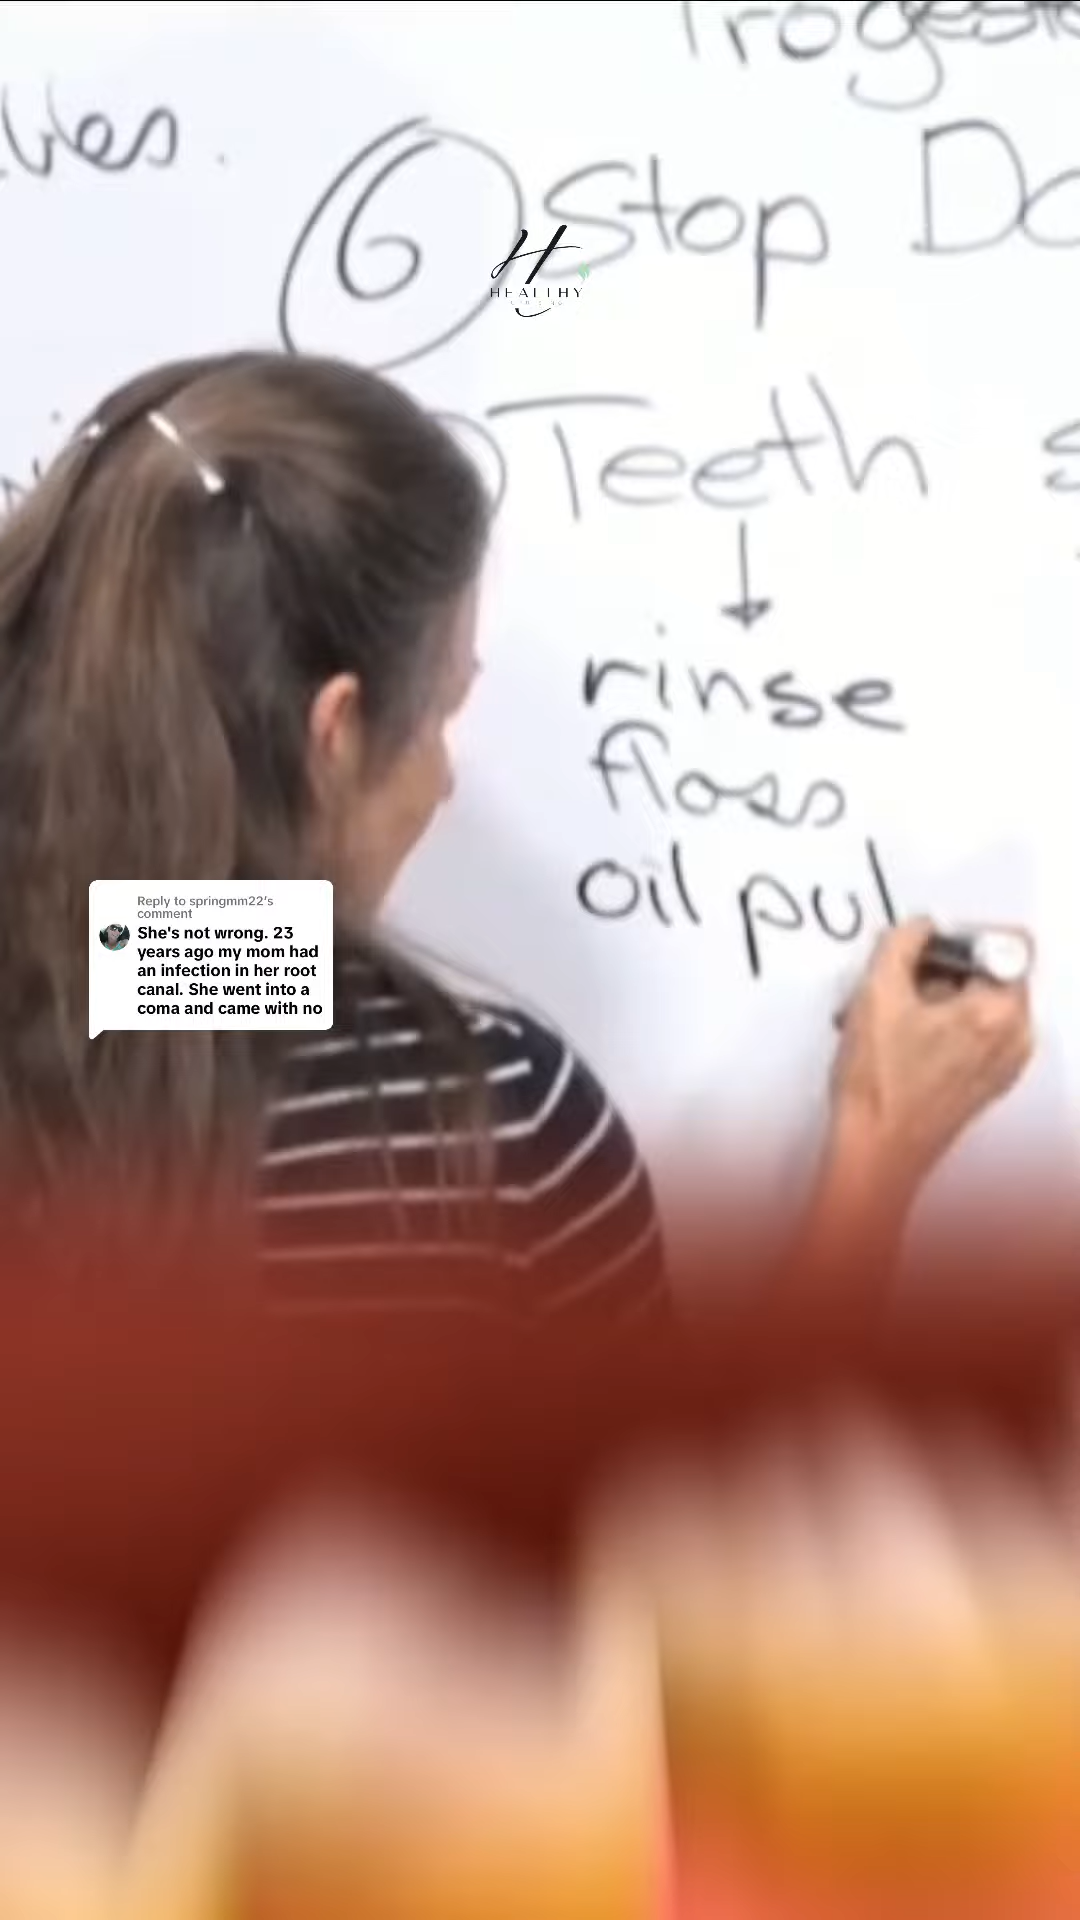 6 Stop
HEALTHY
Teeth
rinse
floss
oil pul
Reply to springmm22's
comment
She's not wrong. 23
years ago my mom had
an infection in her root
canal. She went into a
coma and came with no